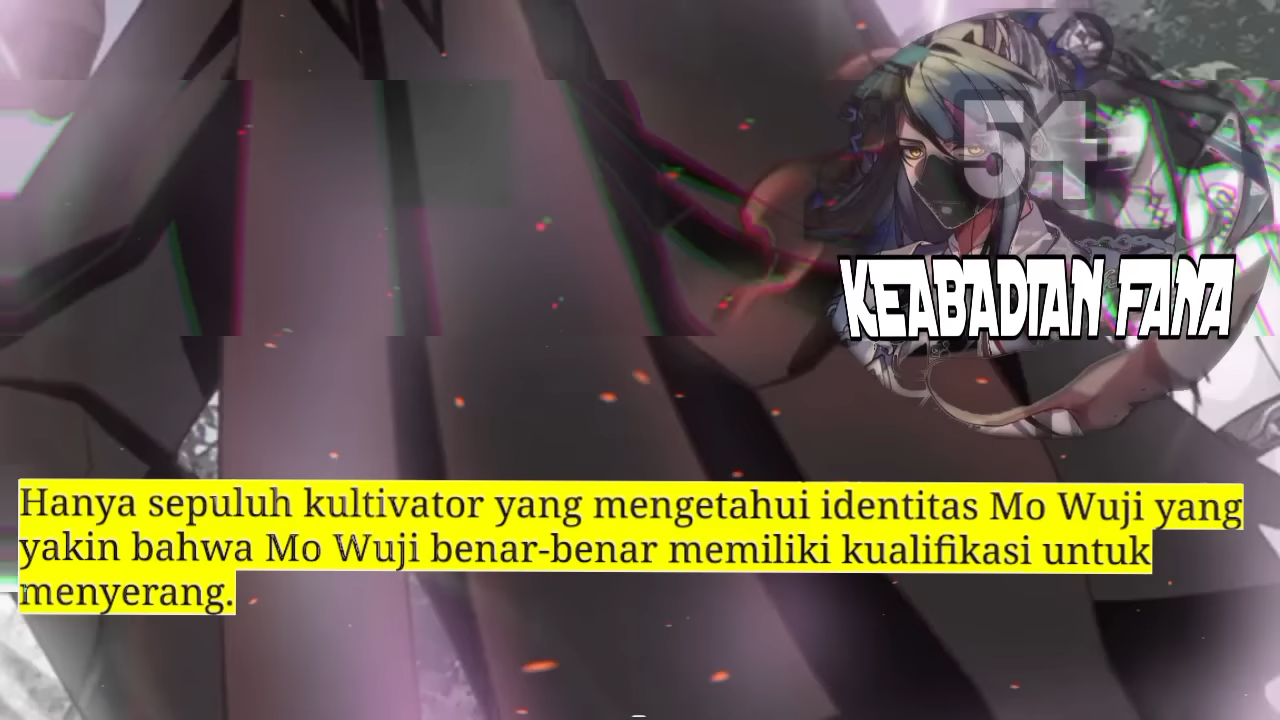 54
KEABADIAN FANA
Hanya sepuluh kultivator yang mengetahui identitas Mo Wuji yang
yakin bahwa Mo Wuji benar-benar memiliki kualifikasi untuk
menyerang.